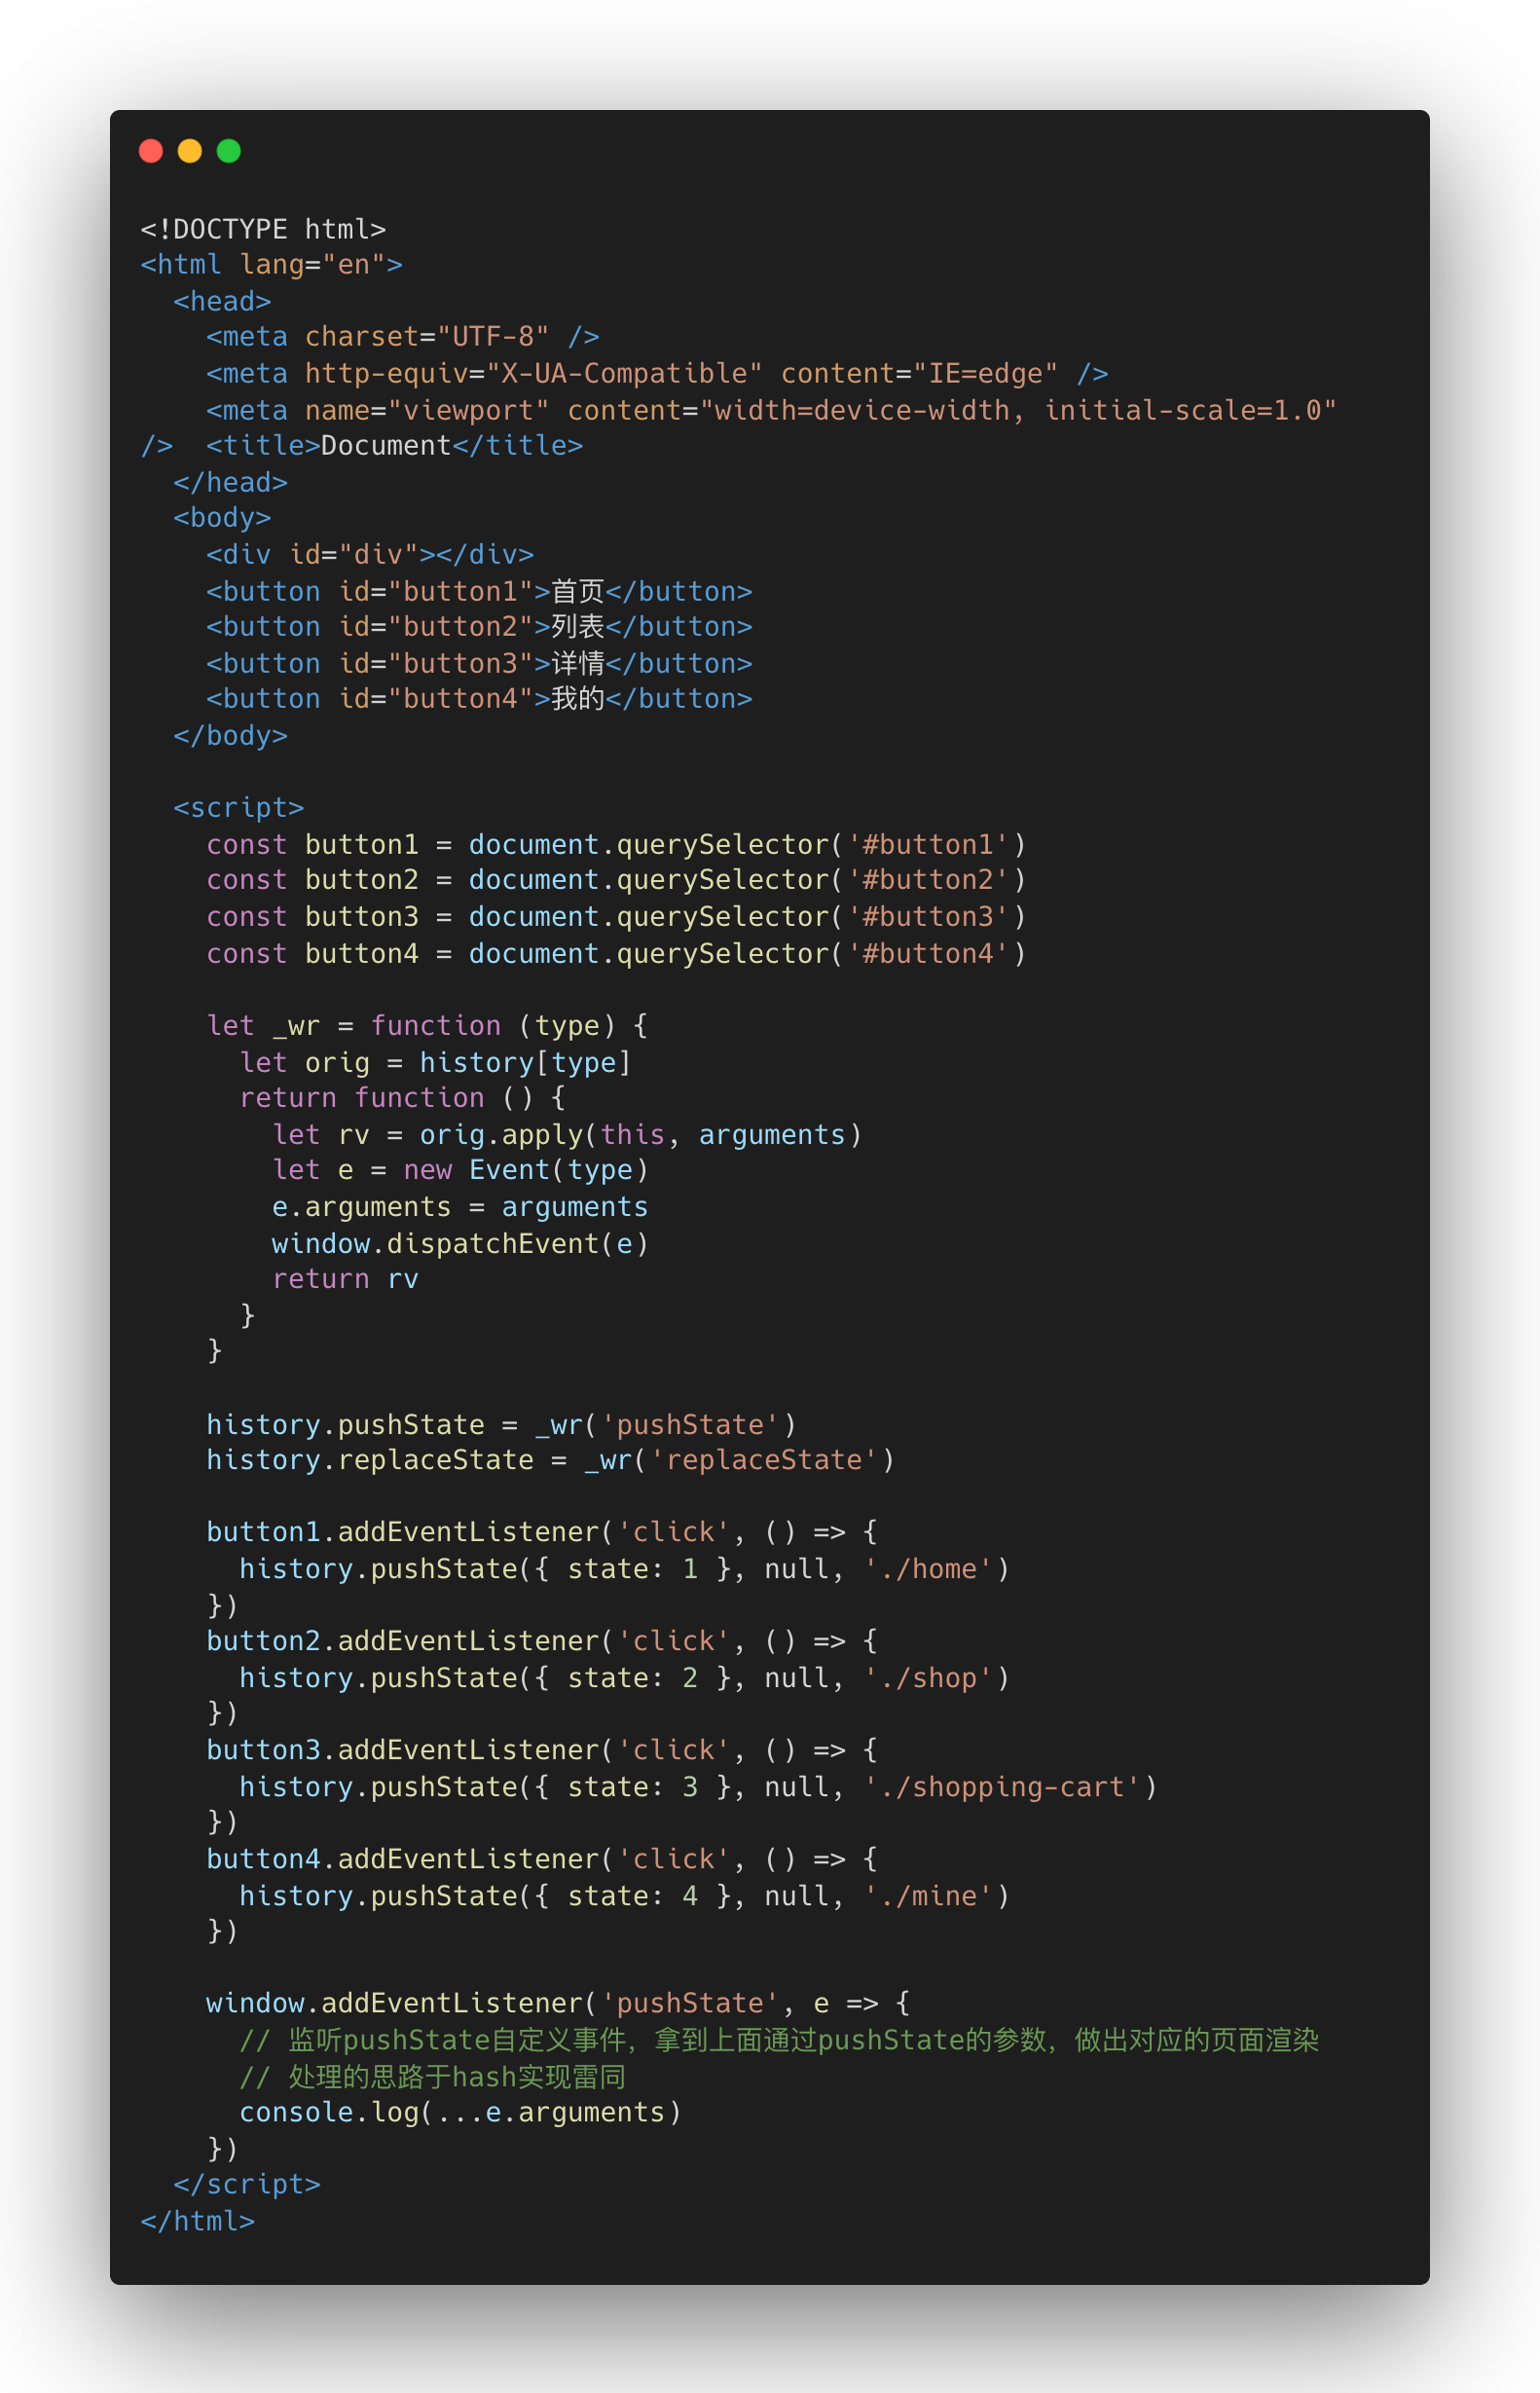 <!DOCTYPE html>
<html lang="en">
  <head>
    <meta charset="UTF-8" />
    <meta http-equiv="X-UA-Compatible" content="IE=edge" />
    <meta name="viewport" content="width=device-width, initial-scale=1.0"
/>  <title>Document</title>
  </head>
  <body>
    <div id="div"></div>
    <button id="button1">首页</button>
    <button id="button2">列表</button>
    <button id="button3">详情</button>
    <button id="button4">我的</button>
  </body>

  <script>
    const button1 = document.querySelector('#button1')
    const button2 = document.querySelector('#button2')
    const button3 = document.querySelector('#button3')
    const button4 = document.querySelector('#button4')

    let _wr = function (type) {
      let orig = history[type]
      return function () {
        let rv = orig.apply(this, arguments)
        let e = new Event(type)
        e.arguments = arguments
        window.dispatchEvent(e)
        return rv
      }
    }

    history.pushState = _wr('pushState')
    history.replaceState = _wr('replaceState')

    button1.addEventListener('click', () => {
      history.pushState({ state: 1 }, null, './home')
    })
    button2.addEventListener('click', () => {
      history.pushState({ state: 2 }, null, './shop')
    })
    button3.addEventListener('click', () => {
      history.pushState({ state: 3 }, null, './shopping-cart')
    })
    button4.addEventListener('click', () => {
      history.pushState({ state: 4 }, null, './mine')
    })

    window.addEventListener('pushState', e => {
      // 监听pushState自定义事件，拿到上面通过pushState的参数，做出对应的页面渲染
      // 处理的思路于hash实现雷同
      console.log(...e.arguments)
    })
  </script>
</html>